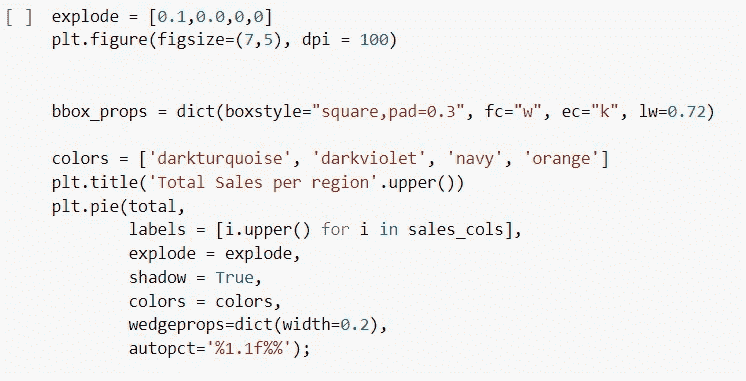 [ ] explode = [0.1,0.0,0,0]
plt.figure(figsize=(7,5), dpi = 100)
bbox_props = dict(boxstyle="square,pad=0.3", fc="w", ec="k", lw=0.72)
colors = ['darkturquoise', 'darkviolet', 'navy', 'orange']
plt.title('Total Sales per region'.upper())
plt.pie(total,
labels = [i.upper() for i in sales_cols],
explode = explode,
shadow = True,
colors = colors,
wedgeprops=dict(width=0.2),
autopct='%1.1f%%');